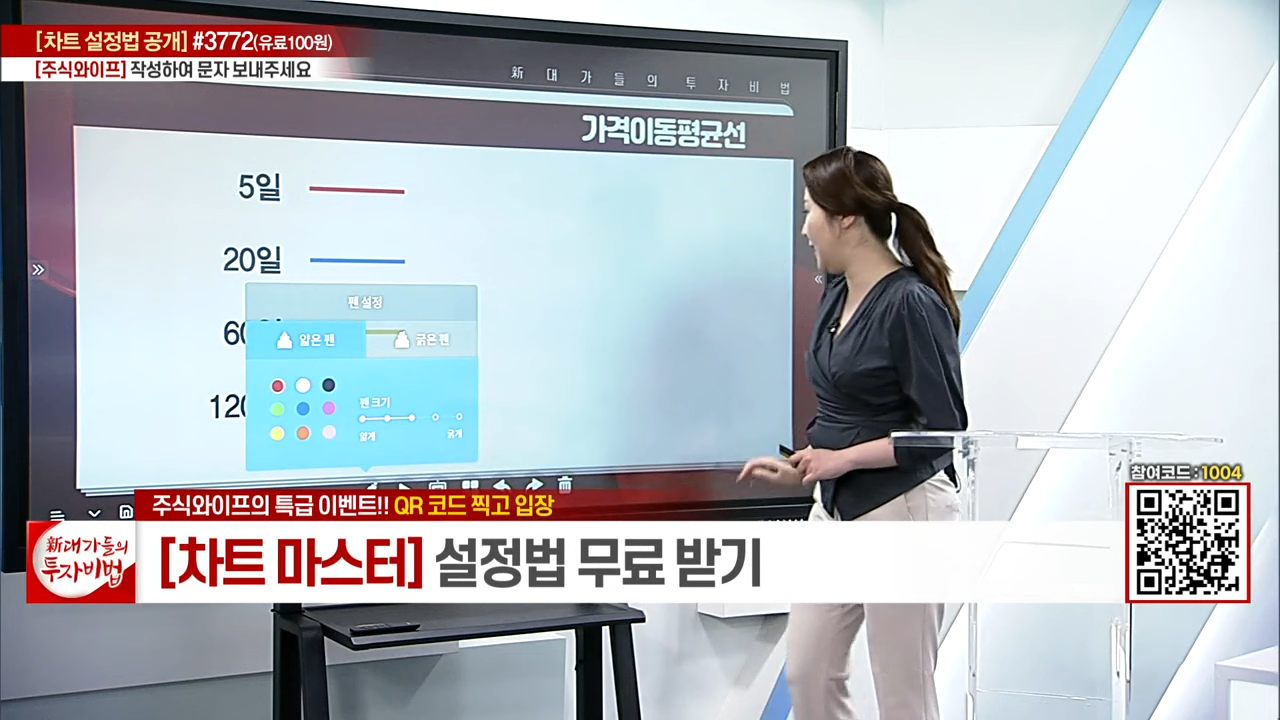 [차트 설정법 공개] #3772(유료100원)
[주식와이프] 작성하여 문자 보내주세요
新 대 가 들 의 투 자 비 법
가격이동평균선
5일
20일
60
120
펜 설정
얇은 펜
굵은 펜
펜 크기
얇게
굵게
참여코드 : 1004
주식와이프의 특급 이벤트!! QR 코드 찍고 입장
新대가들의
투자비법
[차트 마스터] 설정법 무료 받기